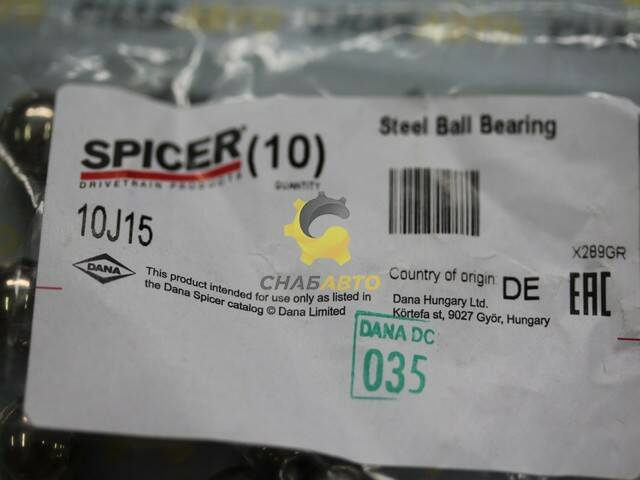 Steel Ball Bearing
SPICER® (10)
DRIVETRAIN PRODUCTS QUANTITY
10J15
СНАБАВТО
X289GR
DANA
This product intended for use only as listed in
the Dana Spicer catalog © Dana Limited
Country of origin DE
EAC
Dana Hungary Ltd.
Körtefa st, 9027 Györ, Hungary
DANA DC
035